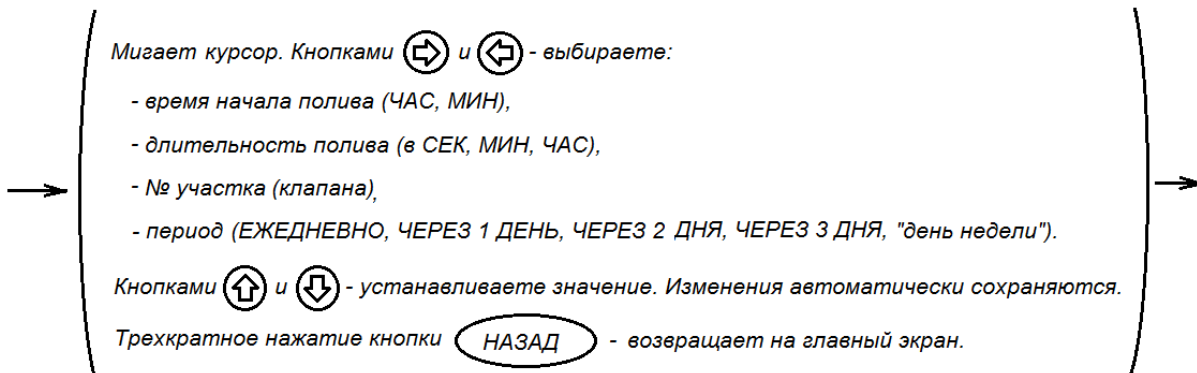 Мигает курсор. Кнопками и - выбираете:
- время начала полива (ЧАС, МИН),
- длительность полива (в СЕК, МИН, ЧАС),
- № участка (клапана),
- период (ЕЖЕДНЕВНО, ЧЕРЕЗ 1 ДЕНЬ, ЧЕРЕЗ 2 ДНЯ, ЧЕРЕЗ 3 ДНЯ, "день недели").
Кнопками и - устанавливаете значение. Изменения автоматически сохраняются.
Трехкратное нажатие кнопки НАЗАД - возвращает на главный экран.